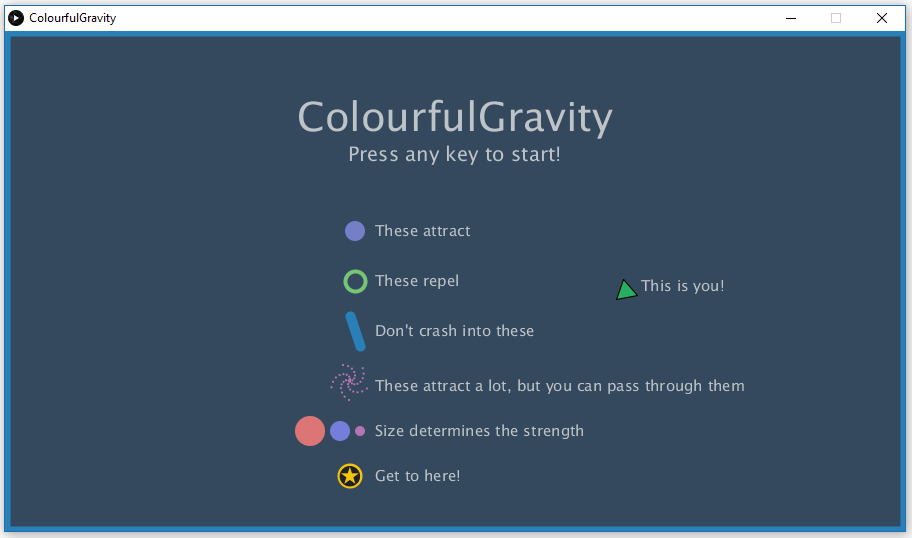 ColourfulGravity
ColourfulGravity
Press any key to start!
These attract
These repel
This is you!
Don't crash into these
These attract a lot, but you can pass through them
Size determines the strength
Get to here!